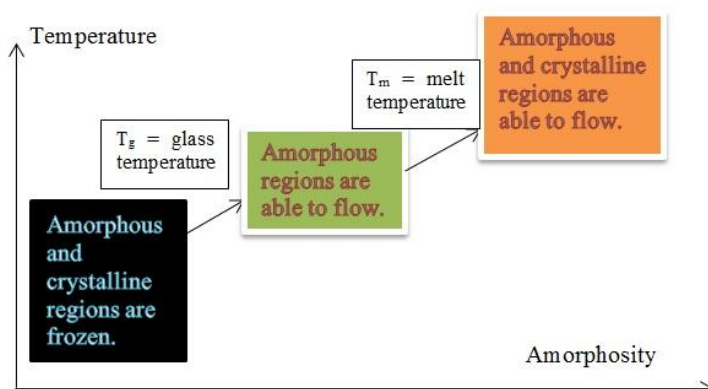 Temperature
Amorphous
and crystalline
regions are
able to flow.
Tₘ = melt
temperature
T₉ = glass
temperature
Amorphous
regions are
able to flow.
Amorphous
and
crystalline
regions are
frozen.
Amorphosity